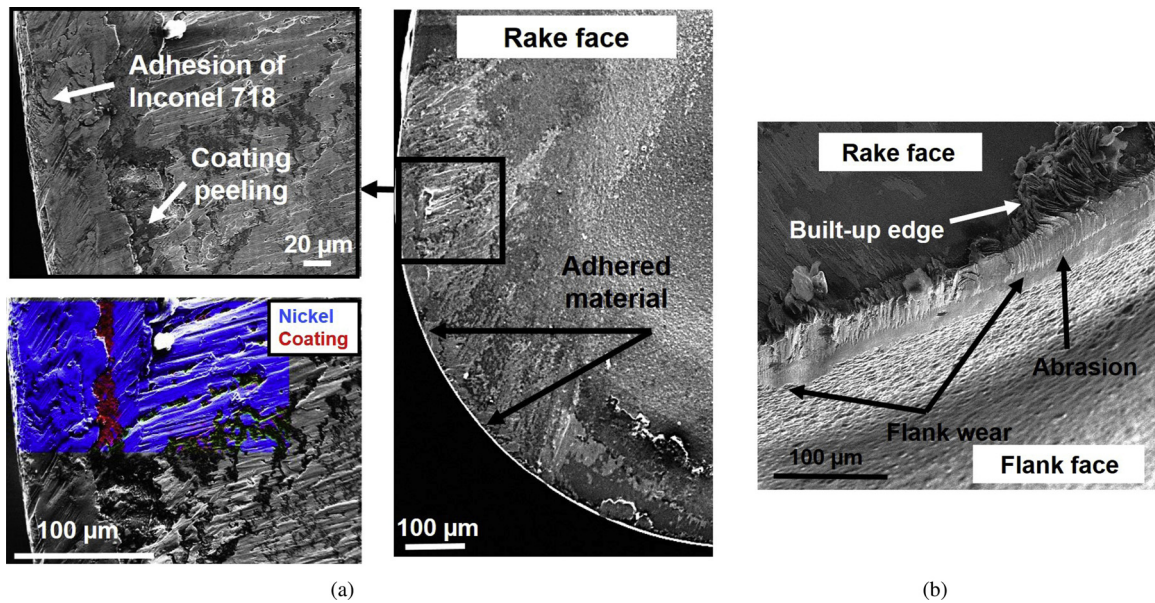 Adhesion of
Inconel 718
Coating
peeling
20 µm
Nickel
Coating
100 µm
Rake face
Adhered
material
100 µm
(a)
Rake face
Built-up edge
Abrasion
Flank wear
100 µm
Flank face
(b)